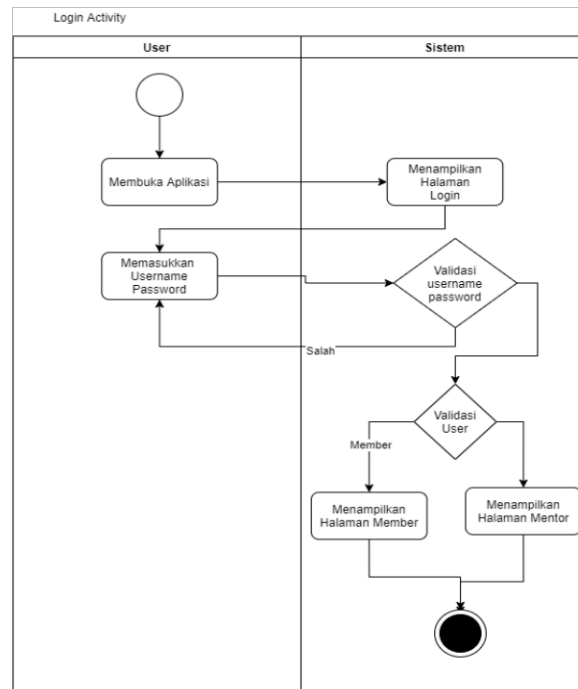 Login Activity
User
Sistem
Membuka Aplikasi
Menampilkan
Halaman
Login
Memasukkan
Username
Password
Validasi
username
password
Salah
Validasi
User
Member
Menampilkan
Halaman Member
Menampilkan
Halaman Mentor